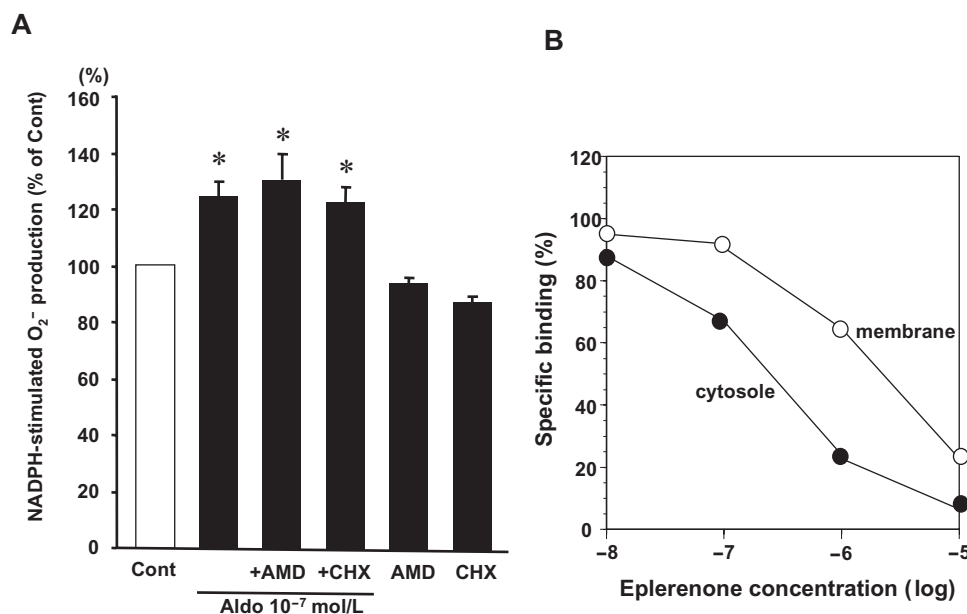 A
(%)
NADPH-stimulated O₂⁻ production (% of Cont)
160
140
120
100
80
60
40
20
0
*
*
*
Cont
+AMD
+CHX
AMD
CHX
Aldo 10⁻⁷ mol/L
B
Specific binding (%)
120
100
80
60
40
20
0
membrane
cytosole
−8
−7
−6
−5
Eplerenone concentration (log)